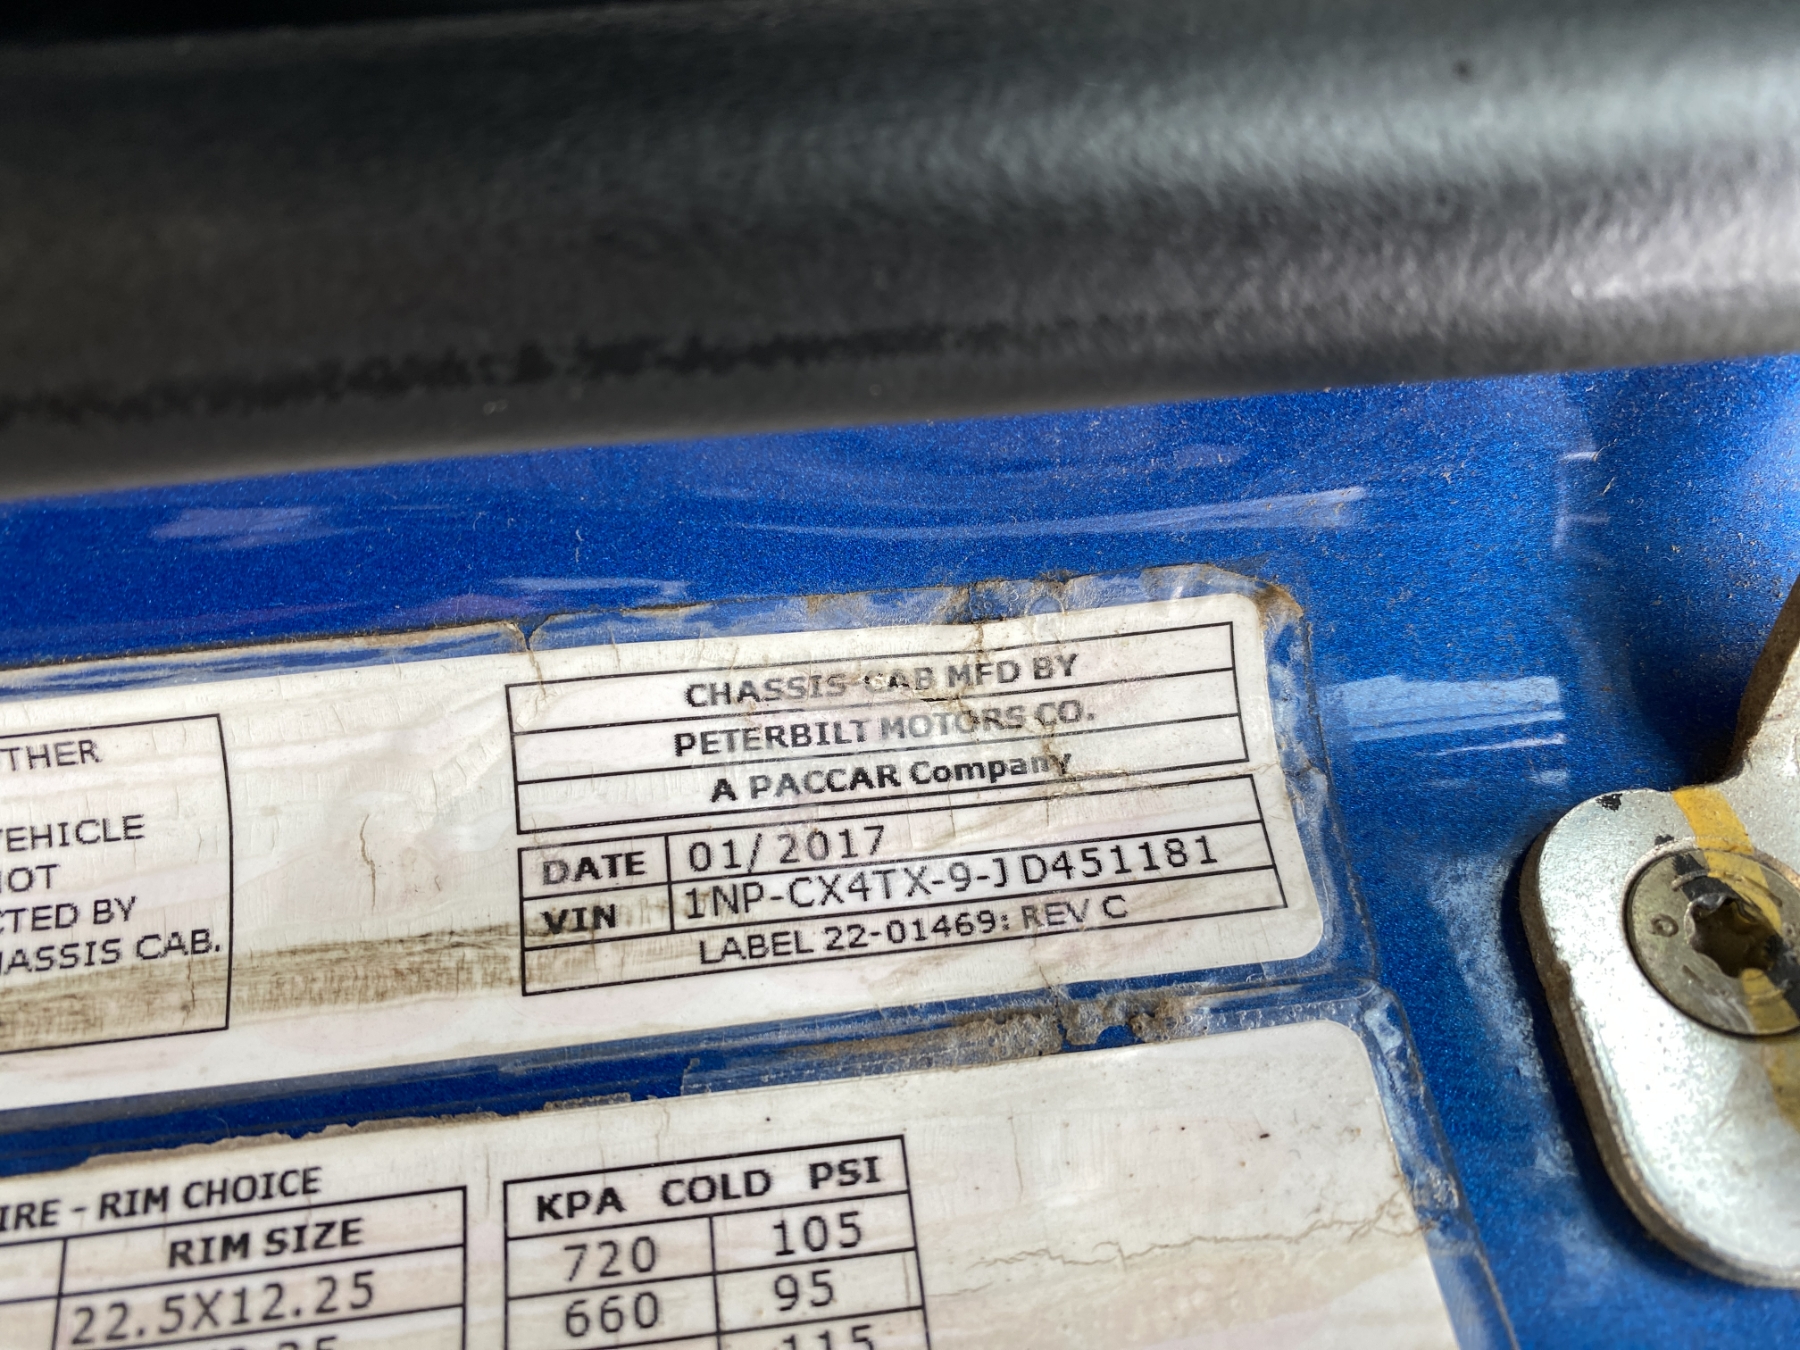 THER
VEHICLE
NOT
CTED BY
HASSIS CAB.
CHASSIS-CAB MFD BY
PETERBILT MOTORS CO.
A PACCAR Company
DATE 01/2017
VIN 1NP-CX4TX-9-JD451181
LABEL 22-01469: REV C
IRE - RIM CHOICE
RIM SIZE
22.5X12.25
KPA COLD PSI
720 105
660 95
115